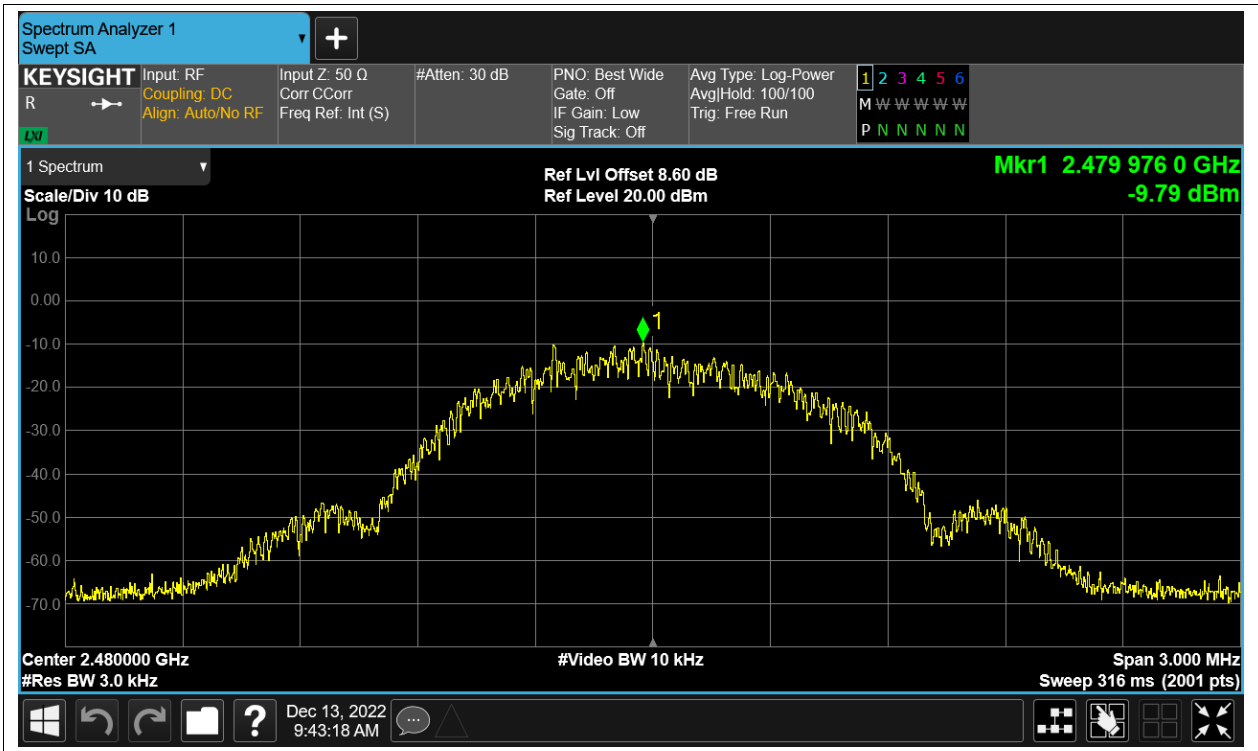 Spectrum Analyzer 1
Swept SA
KEYSIGHT
R
LXI
Input: RF
Coupling: DC
Align: Auto/No RF
Input Z: 50 Ω
Corr CCorr
Freq Ref: Int (S)
#Atten: 30 dB
PNO: Best Wide
Gate: Off
IF Gain: Low
Sig Track: Off
Avg Type: Log-Power
Avg|Hold: 100/100
Trig: Free Run
1 2 3 4 5 6
M W W W W W W
P N N N N N N
1 Spectrum
Scale/Div 10 dB
Log
Ref Lvl Offset 8.60 dB
Ref Level 20.00 dBm
Mkr1 2.479 976 0 GHz
-9.79 dBm
10.0
0.00
-10.0
-20.0
-30.0
-40.0
-50.0
-60.0
-70.0
1
Center 2.480000 GHz
#Res BW 3.0 kHz
#Video BW 10 kHz
Span 3.000 MHz
Sweep 316 ms (2001 pts)
?
Dec 13, 2022
9:43:18 AM